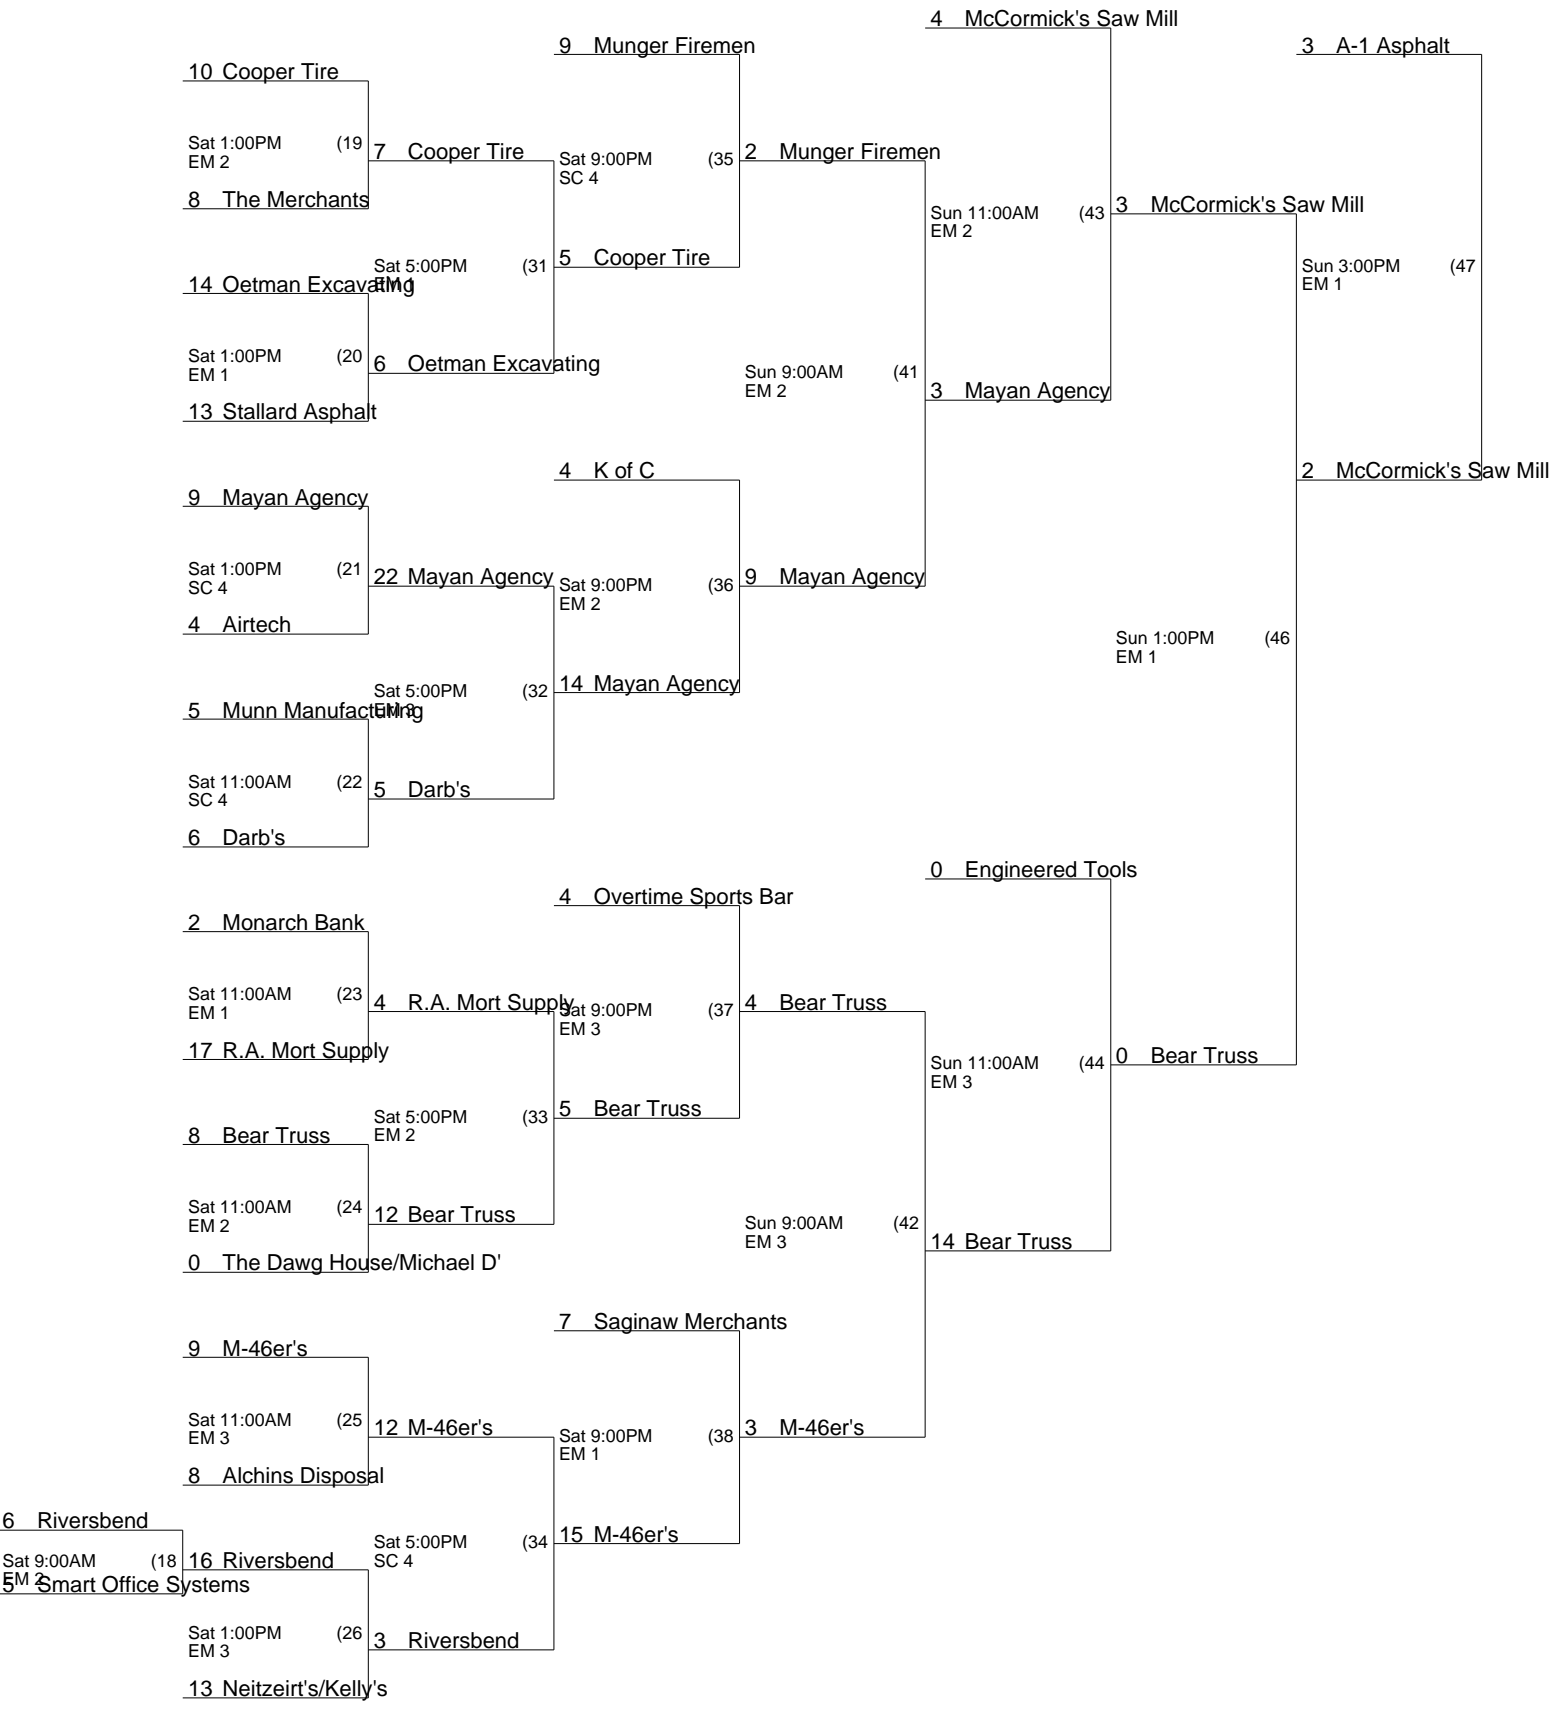 4 McCormick's Saw Mill
9 Munger Firemen
3 A-1 Asphalt
10 Cooper Tire
Sat 1:00PM (19
EM 2
7 Cooper Tire
Sat 9:00PM (35
SC 4
2 Munger Firemen
8 The Merchants
Sun 11:00AM (43
EM 2
3 McCormick's Saw Mill
Sat 5:00PM (31
EM 1
5 Cooper Tire
Sun 3:00PM (47
EM 1
14 Oetman Excavating
Sat 1:00PM (20
EM 1
6 Oetman Excavating
Sun 9:00AM (41
EM 2
3 Mayan Agency
13 Stallard Asphalt
4 K of C
2 McCormick's Saw Mill
9 Mayan Agency
Sat 1:00PM (21
SC 4
22 Mayan Agency
Sat 9:00PM (36
EM 2
9 Mayan Agency
4 Airtech
Sun 1:00PM (46
EM 1
Sat 5:00PM (32
EM 3
14 Mayan Agency
5 Munn Manufacturing
Sat 11:00AM (22
SC 4
5 Darb's
6 Darb's
0 Engineered Tools
4 Overtime Sports Bar
2 Monarch Bank
Sat 11:00AM (23
EM 1
4 R.A. Mort Supply
Sat 9:00PM (37
EM 3
4 Bear Truss
17 R.A. Mort Supply
Sun 11:00AM (44
EM 3
0 Bear Truss
Sat 5:00PM (33
EM 2
5 Bear Truss
8 Bear Truss
Sat 11:00AM (24
EM 2
12 Bear Truss
Sun 9:00AM (42
EM 3
14 Bear Truss
0 The Dawg House/Michael D'
7 Saginaw Merchants
9 M-46er's
Sat 11:00AM (25
EM 3
12 M-46er's
Sat 9:00PM (38
EM 1
3 M-46er's
8 Alchins Disposal
6 Riversbend
Sat 9:00AM (18
EM 2
16 Riversbend
Sat 5:00PM (34
SC 4
15 M-46er's
5 Smart Office Systems
Sat 1:00PM (26
EM 3
3 Riversbend
13 Neitzeirt's/Kelly's